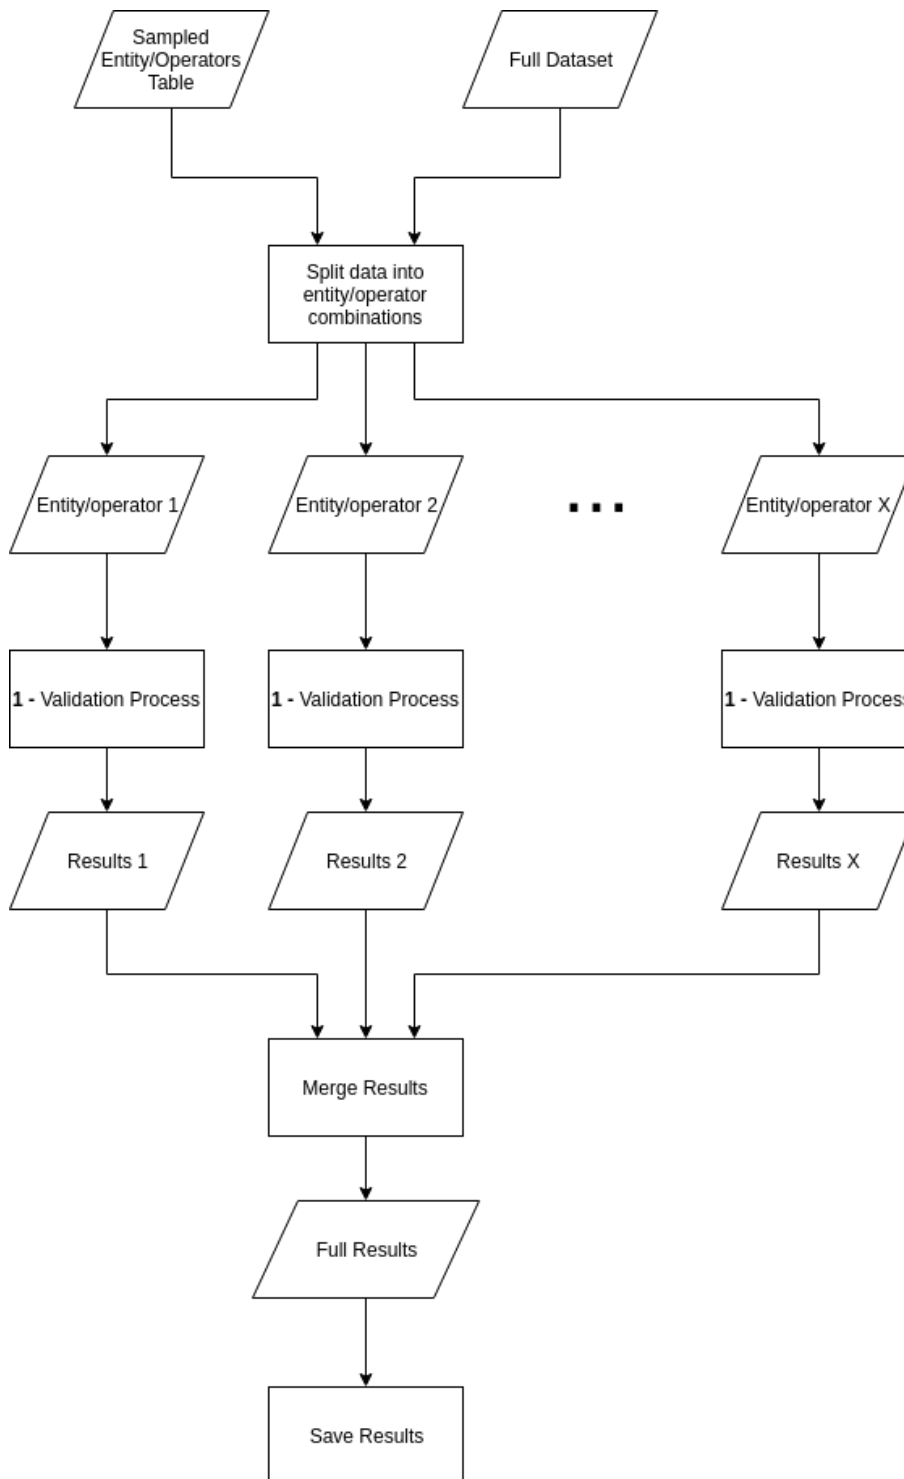 Sampled
Entity/Operators
Table
Full Dataset
Split data into
entity/operator
combinations
Entity/operator 1
Entity/operator 2
...
Entity/operator X
1 - Validation Process
1 - Validation Process
1 - Validation Process
Results 1
Results 2
Results X
Merge Results
Full Results
Save Results